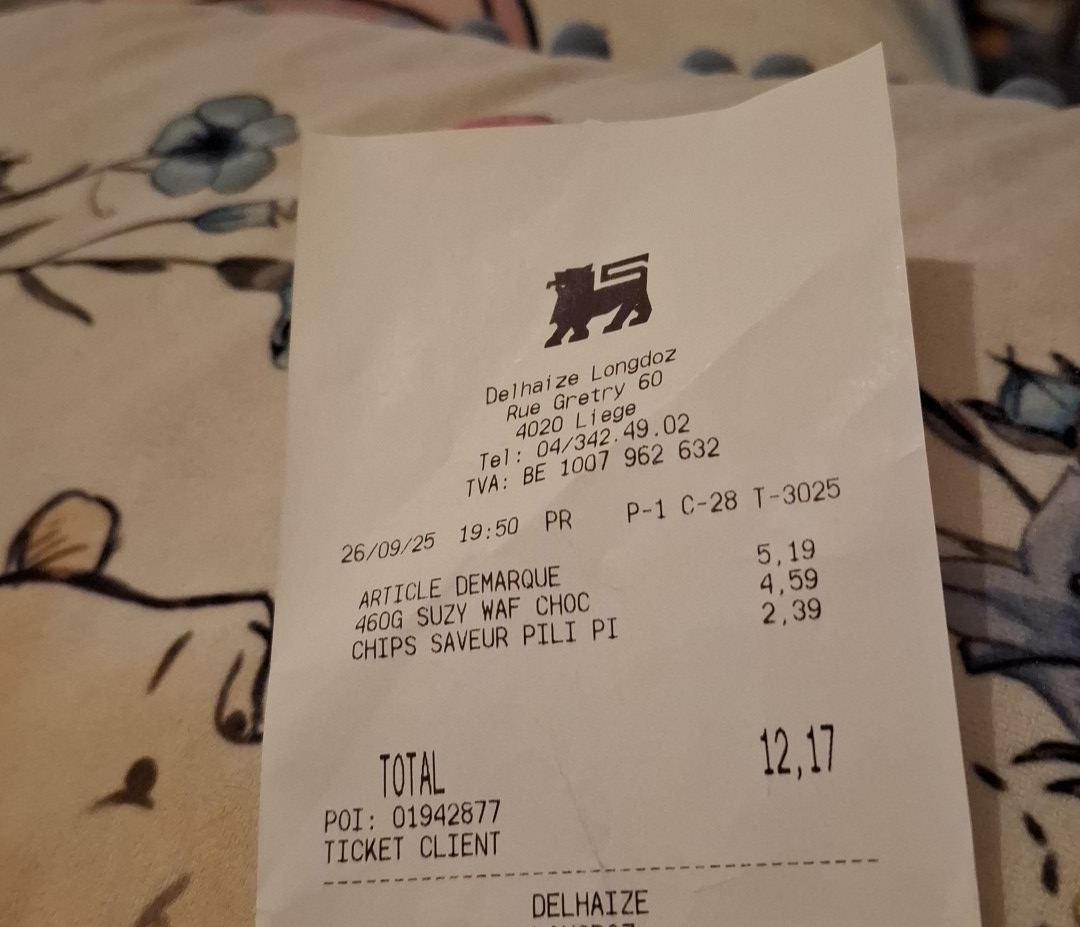 Delhaize Longdoz
Rue Gretry 60
4020 Liege
Tel: 04/342.49.02
TVA: BE 1007 962 632
26/09/25 19:50 PR P-1 C-28 T-3025
ARTICLE DEMARQUE 5,19
460G SUZY WAF CHOC 4,59
CHIPS SAVEUR PILI PI 2,39
TOTAL 12,17
POI: 01942877
TICKET CLIENT
DELHAIZE